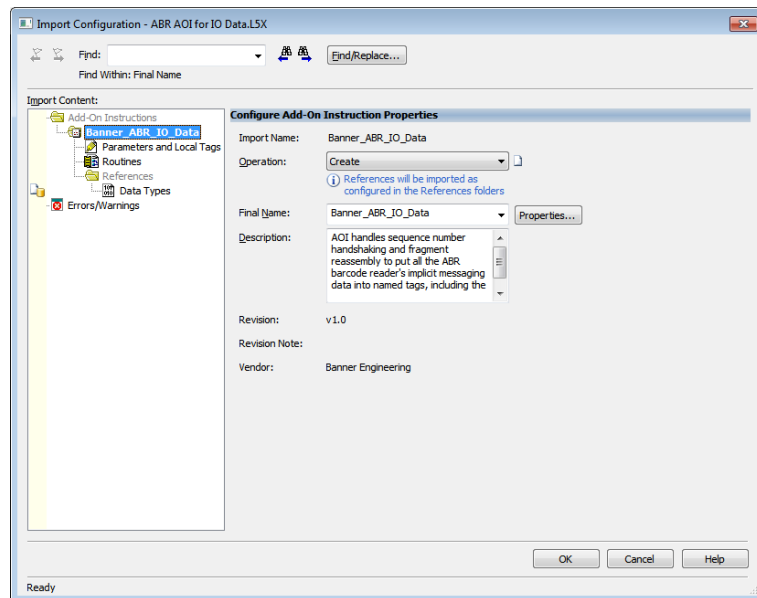 Import Configuration - ABR AOI for IO Data.L5X
Find:
Find/Replace...
Find Within: Final Name
Import Content:
Add-On Instructions
Banner_ABR_IO_Data
Parameters and Local Tags
Routines
References
Data Types
Errors/Warnings
Configure Add-On Instruction Properties
Import Name: Banner_ABR_IO_Data
Operation: Create
References will be imported as
configured in the References folders
Final Name: Banner_ABR_IO_Data Properties...
Description: AOI handles sequence number
handshaking and fragment
reassembly to put all the ABR
barcode reader's implicit messaging
data into named tags, including the
Revision: v1.0
Revision Note:
Vendor: Banner Engineering
OK Cancel Help
Ready